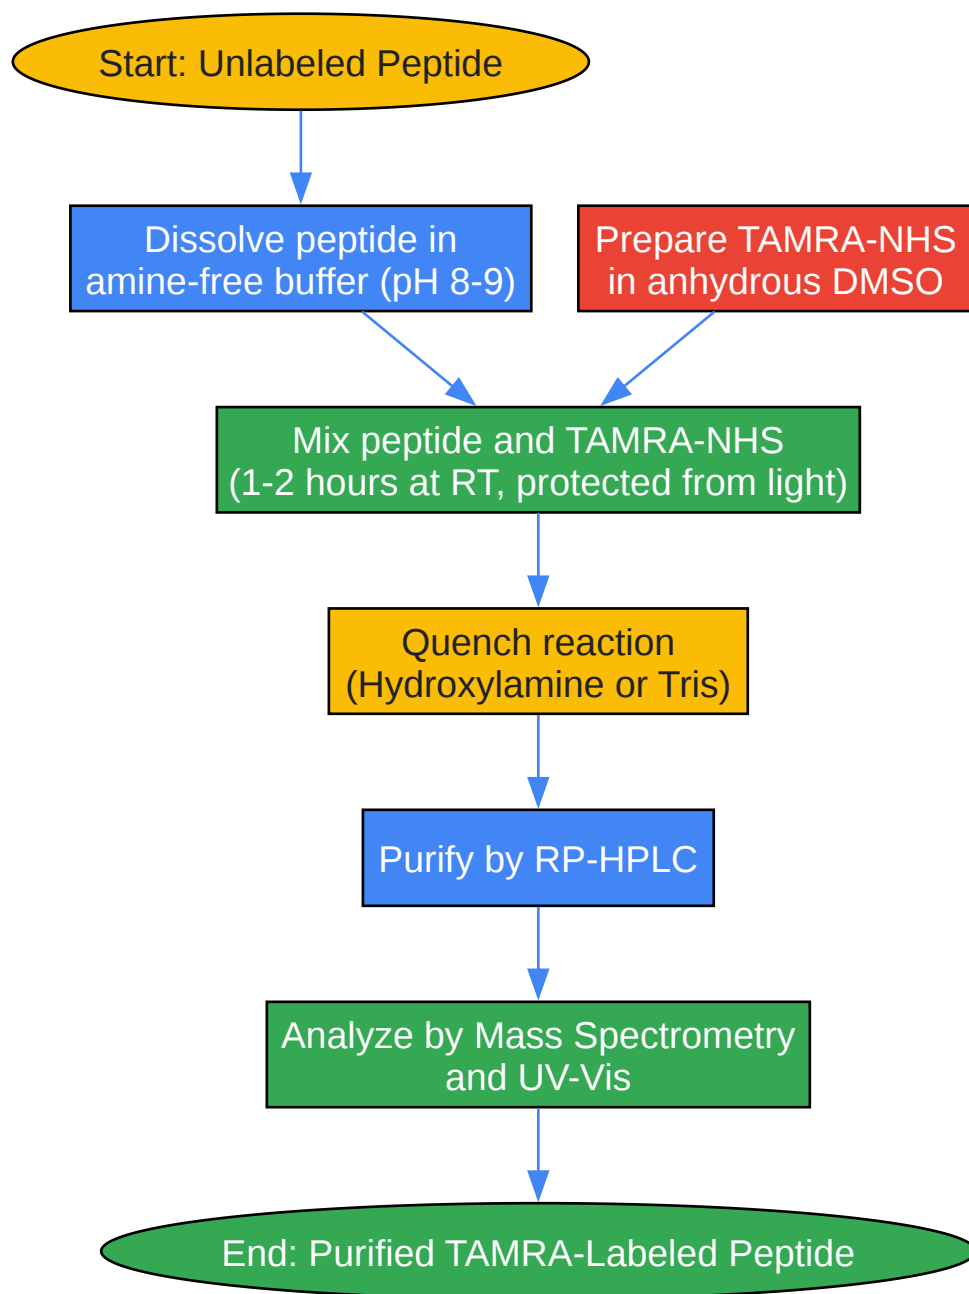 Start: Unlabeled Peptide
Dissolve peptide in
amine-free buffer (pH 8-9)
Prepare TAMRA-NHS
in anhydrous DMSO
Mix peptide and TAMRA-NHS
(1-2 hours at RT, protected from light)
Quench reaction
(Hydroxylamine or Tris)
Purify by RP-HPLC
Analyze by Mass Spectrometry
and UV-Vis
End: Purified TAMRA-Labeled Peptide